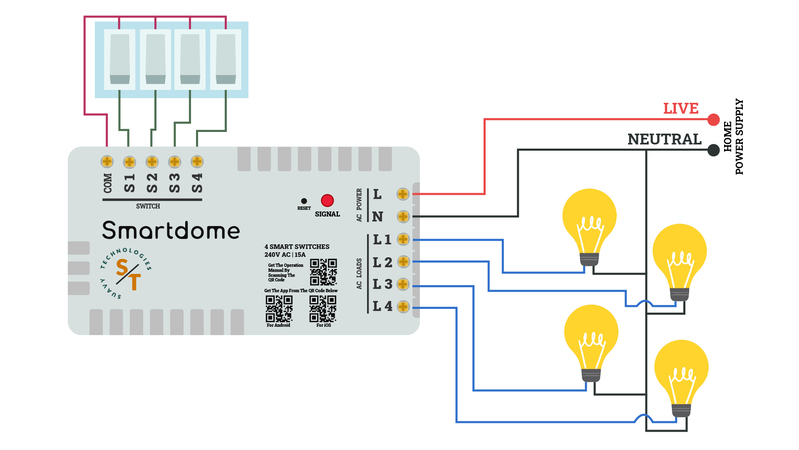 LIVE
NEUTRAL
HOME
POWER SUPPLY
COM
S1
S2
S3
S4
SWITCH
Smartdome
SUAVY TECHNOLOGIES
S/T
RESET
SIGNAL
4 SMART SWITCHES
240V AC | 15A
Get The Operation
Manual By
Scanning The
QR Code
Get The App From The QR Code Below
For Android
For iOS
AC POWER
L
N
AC LOADS
L1
L2
L3
L4